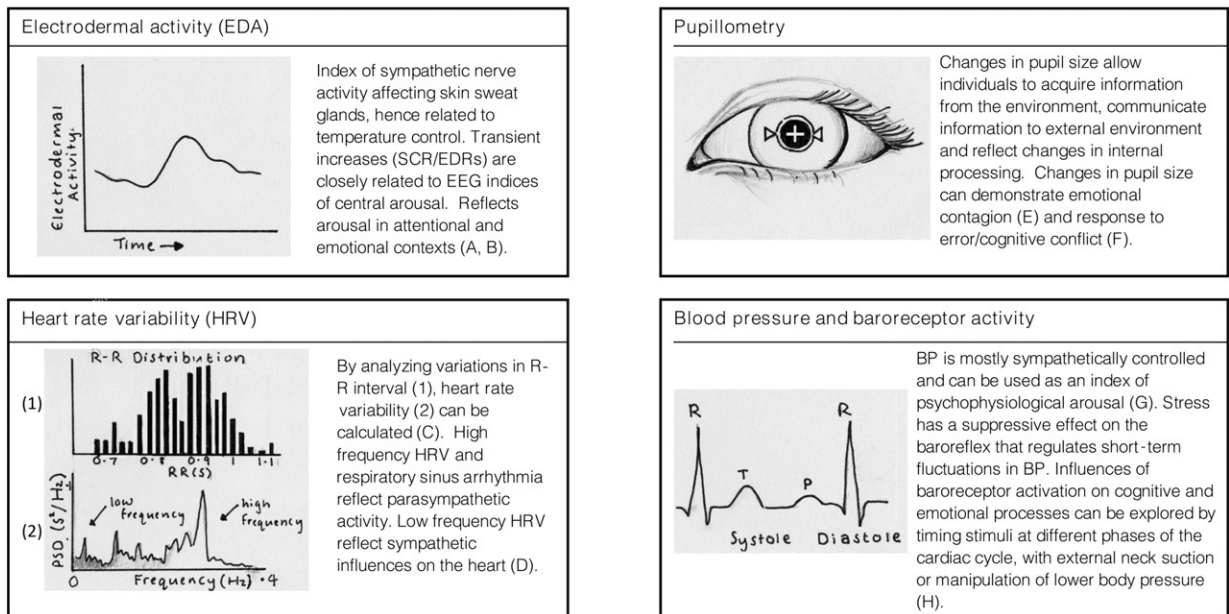 Electrodermal activity (EDA)
Electrodermal
Activity.
Time →
Index of sympathetic nerve
activity affecting skin sweat
glands, hence related to
temperature control. Transient
increases (SCR/EDRs) are
closely related to EEG indices
of central arousal. Reflects
arousal in attentional and
emotional contexts (A, B).
Pupillometry
Changes in pupil size allow
individuals to acquire information
from the environment, communicate
information to external environment
and reflect changes in internal
processing. Changes in pupil size
can demonstrate emotional
contagion (E) and response to
error/cognitive conflict (F).
Heart rate variability (HRV)
(1)
R-R Distribution
0.7 0.8 0.9 1 1.1
RR(S)
(2)
PSD. (S²/Hz)
low
frequency
high
frequency
0 Frequency (Hz) .4
By analyzing variations in R-
R interval (1), heart rate
variability (2) can be
calculated (C). High
frequency HRV and
respiratory sinus arrhythmia
reflect parasympathetic
activity. Low frequency HRV
reflect sympathetic
influences on the heart (D).
Blood pressure and baroreceptor activity
R R
T P
Systole Diastole
BP is mostly sympathetically controlled
and can be used as an index of
psychophysiological arousal (G). Stress
has a suppressive effect on the
baroreflex that regulates short-term
fluctuations in BP. Influences of
baroreceptor activation on cognitive and
emotional processes can be explored by
timing stimuli at different phases of the
cardiac cycle, with external neck suction
or manipulation of lower body pressure
(H).